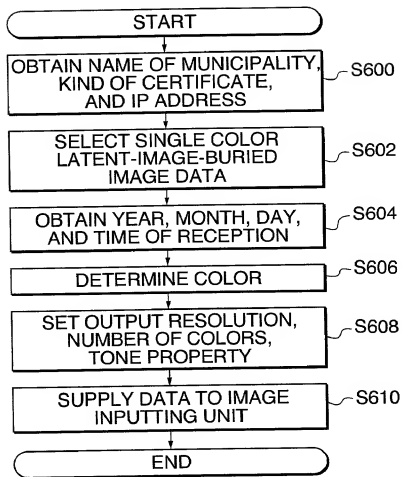 START
OBTAIN NAME OF MUNICIPALITY,
KIND OF CERTIFICATE,
AND IP ADDRESS
S600
SELECT SINGLE COLOR
LATENT-IMAGE-BURIED
IMAGE DATA
S602
OBTAIN YEAR, MONTH, DAY,
AND TIME OF RECEPTION
S604
DETERMINE COLOR
S606
SET OUTPUT RESOLUTION,
NUMBER OF COLORS,
TONE PROPERTY
S608
SUPPLY DATA TO IMAGE
INPUTTING UNIT
S610
END